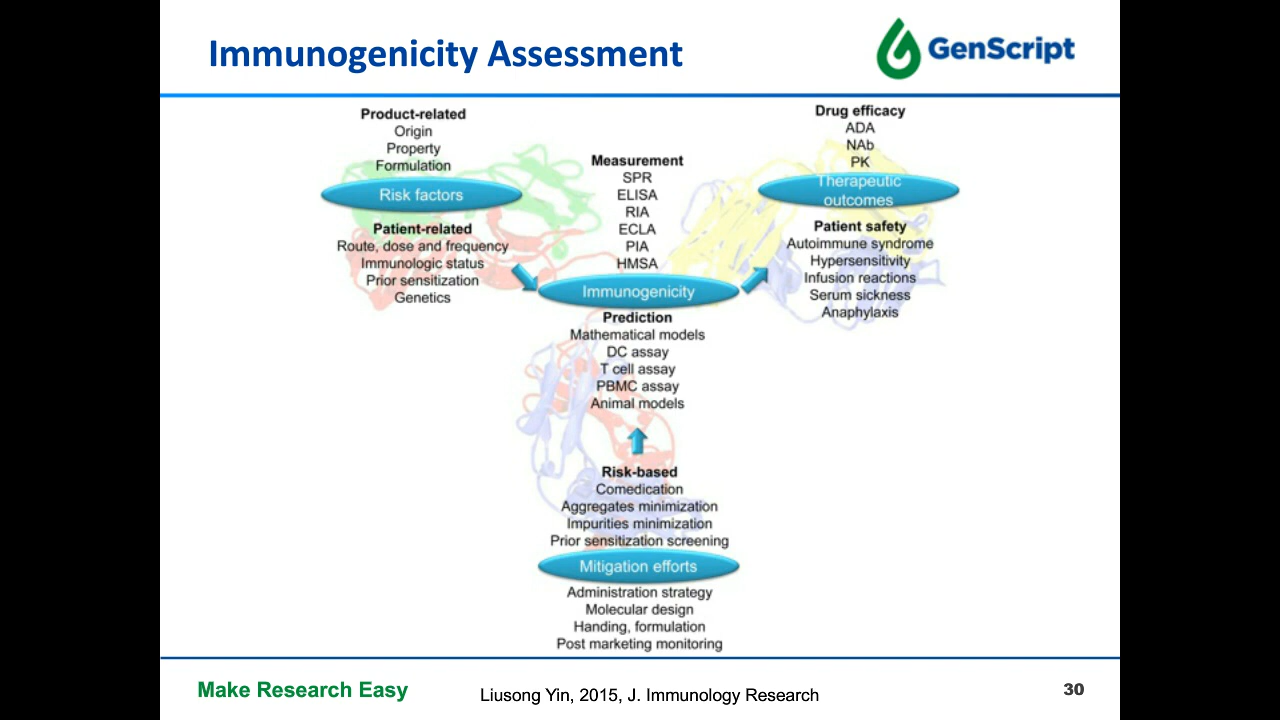 Immunogenicity Assessment
GenScript
Product-related
Origin
Property
Formulation
Risk factors
Patient-related
Route, dose and frequency
Immunologic status
Prior sensitization
Genetics
Measurement
SPR
ELISA
RIA
ECLA
PIA
HMSA
Immunogenicity
Prediction
Mathematical models
DC assay
T cell assay
PBMC assay
Animal models
Drug efficacy
ADA
NAb
PK
Therapeutic
outcomes
Patient safety
Autoimmune syndrome
Hypersensitivity
Infusion reactions
Serum sickness
Anaphylaxis
Risk-based
Comedication
Aggregates minimization
Impurities minimization
Prior sensitization screening
Mitigation efforts
Administration strategy
Molecular design
Handing, formulation
Post marketing monitoring
Make Research Easy
Liusong Yin, 2015, J. Immunology Research
30